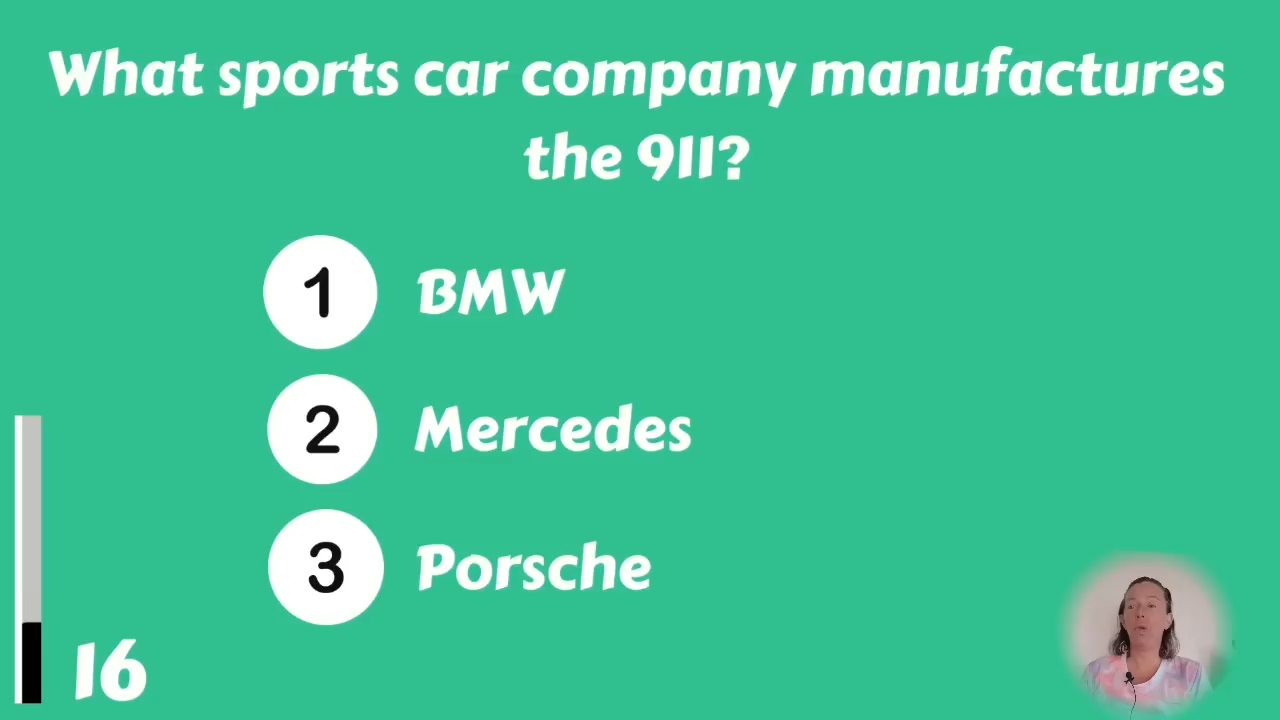 What sports car company manufactures
the 911?
1 BMW
2 Mercedes
3 Porsche
16